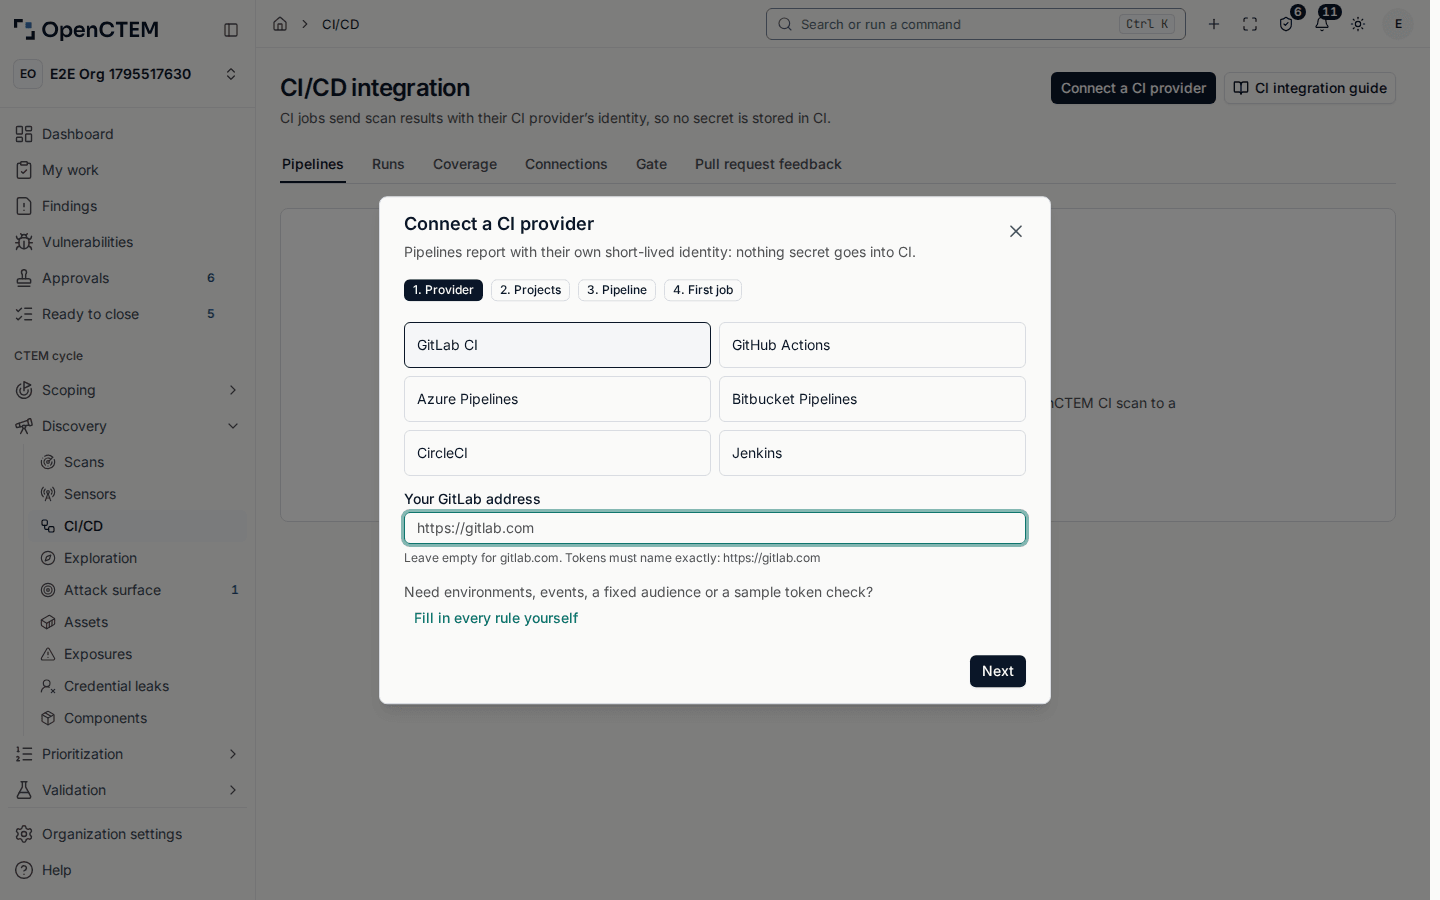 OpenCTEM
CI/CD
Search or run a command
Ctrl K
6
11
E
EO
E2E Org 1795517630
Dashboard
My work
Findings
Vulnerabilities
Approvals
6
Ready to close
5
CTEM cycle
Scoping
Discovery
Scans
Sensors
CI/CD
Exploration
Attack surface
1
Assets
Exposures
Credential leaks
Components
Prioritization
Validation
Organization settings
Help
CI/CD integration
Connect a CI provider
CI integration guide
CI jobs send scan results with their CI provider’s identity, so no secret is stored in CI.
Pipelines
Runs
Coverage
Connections
Gate
Pull request feedback
CTEM CI scan to a
Connect a CI provider
Pipelines report with their own short-lived identity: nothing secret goes into CI.
1. Provider
2. Projects
3. Pipeline
4. First job
GitLab CI
GitHub Actions
Azure Pipelines
Bitbucket Pipelines
CircleCI
Jenkins
Your GitLab address
https://gitlab.com
Leave empty for gitlab.com. Tokens must name exactly: https://gitlab.com
Need environments, events, a fixed audience or a sample token check?
Fill in every rule yourself
Next